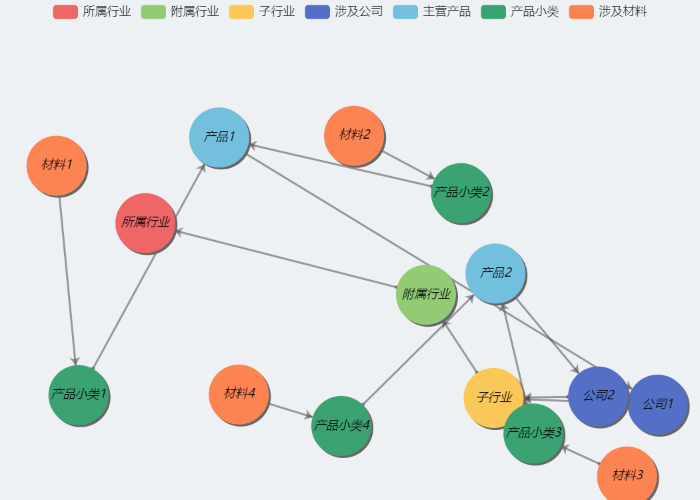 所属行业 附属行业 子行业 涉及公司 主营产品 产品小类 涉及材料
产品1
材料2
材料1
产品小类2
所属行业
产品2
附属行业
产品小类1
材料4
子行业
公司2
公司1
产品小类4
产品小类3
材料3